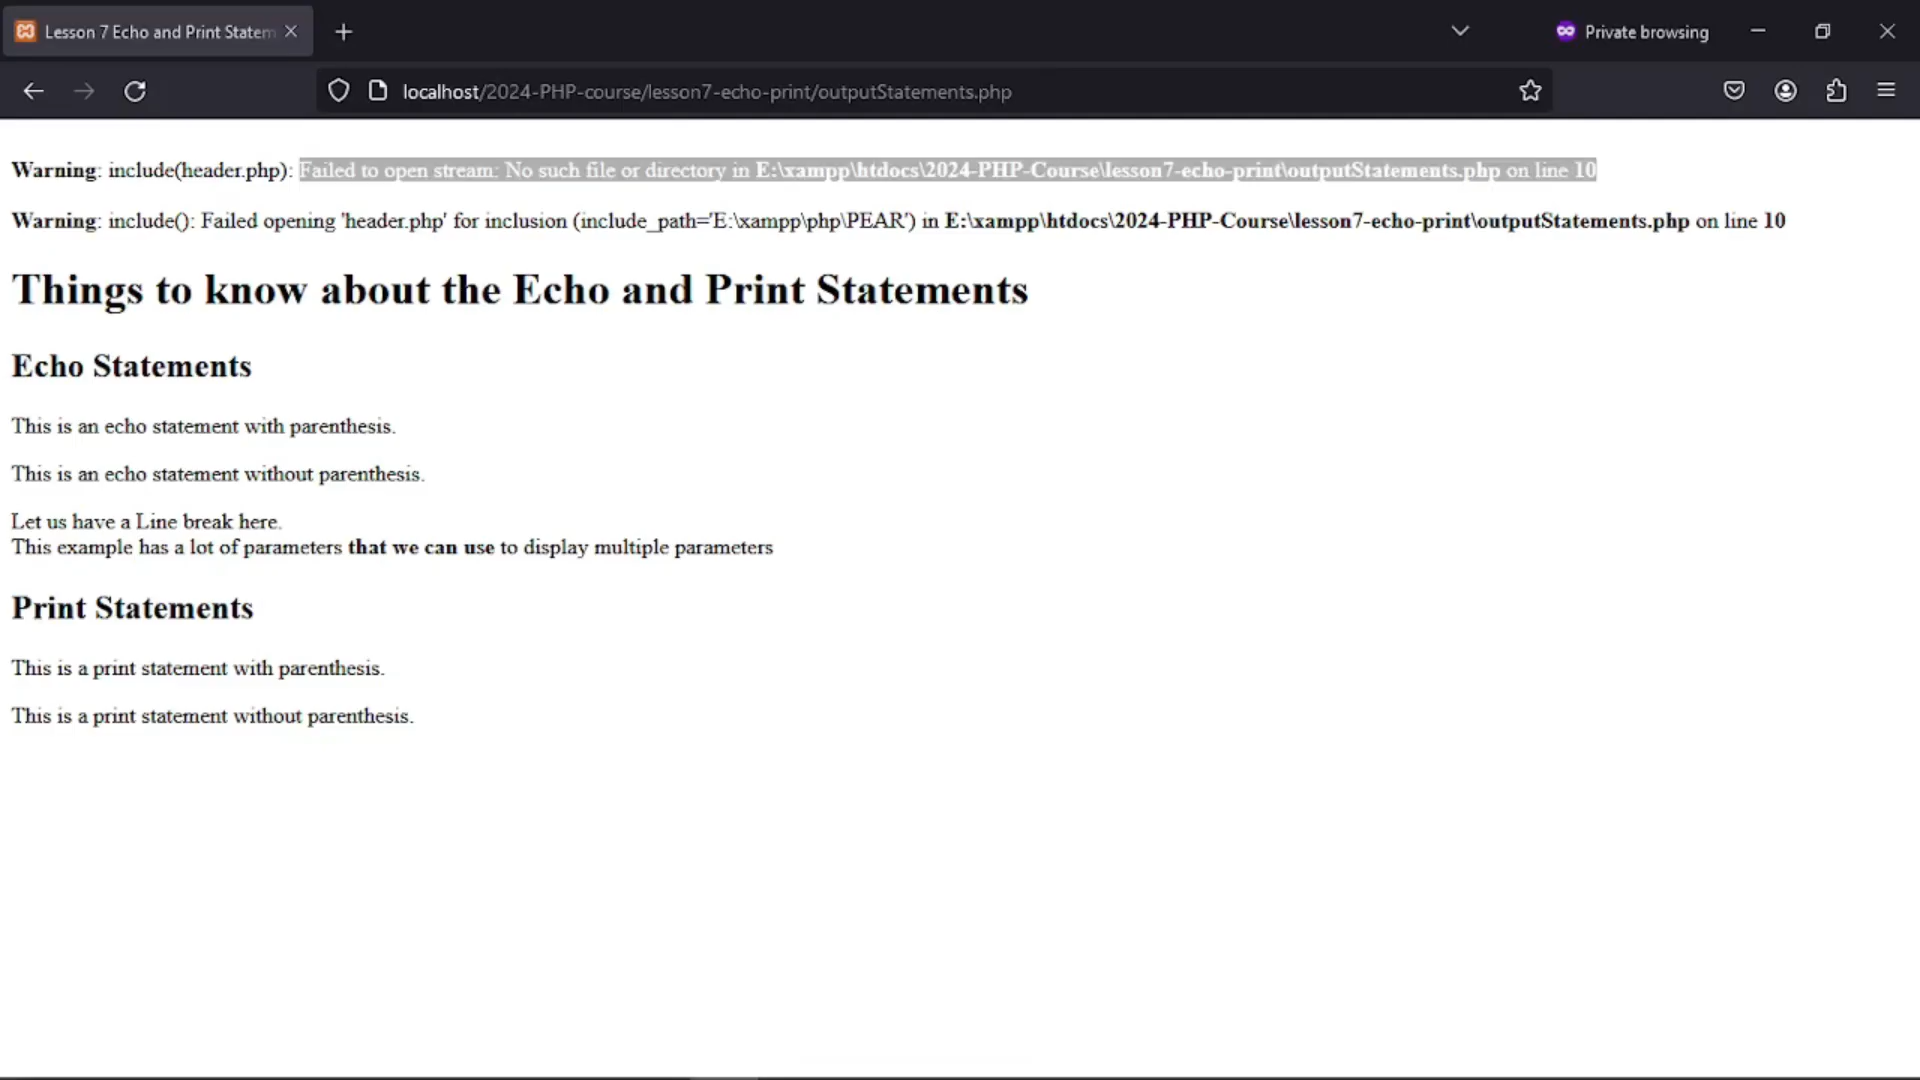 Lesson 7 Echo and Print Statem
Private browsing
localhost/2024-PHP-course/lesson7-echo-print/outputStatements.php
Warning: include(header.php): Failed to open stream: No such file or directory in E:\xampp\htdocs\2024-PHP-Course\lesson7-echo-print\outputStatements.php on line 10
Warning: include(): Failed opening 'header.php' for inclusion (include_path='E:\xampp\php\PEAR') in E:\xampp\htdocs\2024-PHP-Course\lesson7-echo-print\outputStatements.php on line 10
Things to know about the Echo and Print Statements
Echo Statements
This is an echo statement with parenthesis.
This is an echo statement without parenthesis.
Let us have a Line break here.
This example has a lot of parameters that we can use to display multiple parameters
Print Statements
This is a print statement with parenthesis.
This is a print statement without parenthesis.